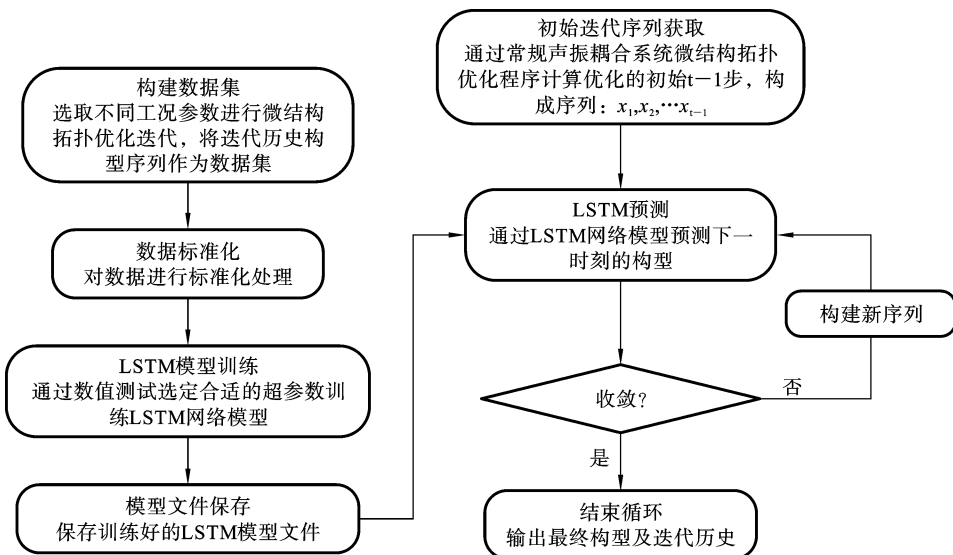 构建数据集
选取不同工况参数进行微结构
拓扑优化迭代，将迭代历史构
型序列作为数据集
数据标准化
对数据进行标准化处理
LSTM模型训练
通过数值测试选定合适的超参数训
练LSTM网络模型
模型文件保存
保存训练好的LSTM模型文件
初始迭代序列获取
通过常规声振耦合系统微结构拓扑
优化程序计算优化的初始t－1步，构
成序列：x₁,x₂,…xₜ₋₁
LSTM预测
通过LSTM网络模型预测下一
时刻的构型
构建新序列
收敛？
否
是
结束循环
输出最终构型及迭代历史